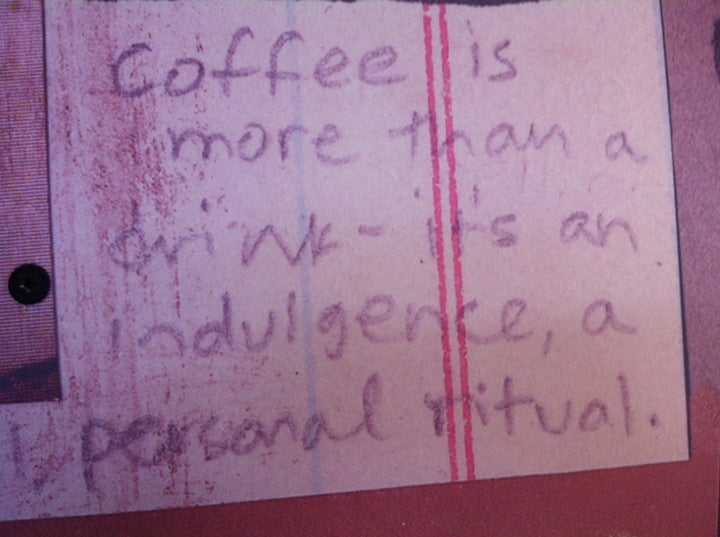 Coffee is
more than a
drink - it's an
indulgence, a
personal ritual.